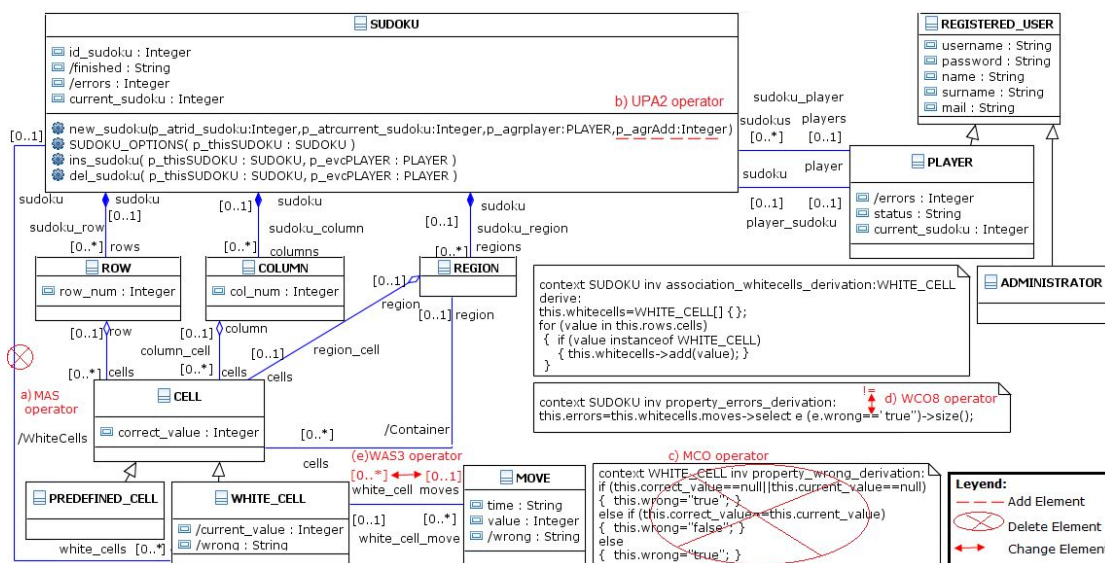 SUDOKU
id_sudoku : Integer
/finished : String
/errors : Integer
current_sudoku : Integer
b) UPA2 operator
new_sudoku(p_atrid_sudoku:Integer,p_atrcurrent_sudoku:Integer,p_agrplayer:PLAYER,p_agrAdd:Integer)
SUDOKU_OPTIONS( p_thisSUDOKU : SUDOKU )
ins_sudoku( p_thisSUDOKU : SUDOKU, p_evcPLAYER : PLAYER )
del_sudoku( p_thisSUDOKU : SUDOKU, p_evcPLAYER : PLAYER )
REGISTERED_USER
username : String
password : String
name : String
surname : String
mail : String
sudoku_player
sudokus players
[0..*] [0..1]
sudoku player
[0..1] [0..1]
player_sudoku
PLAYER
/errors : Integer
status : String
current_sudoku : Integer
ADMINISTRATOR
[0..1]
sudoku sudoku
[0..1]
sudoku_row
[0..*] rows
sudoku
[0..1]
sudoku_column
[0..*] columns
sudoku
[0..1]
sudoku_region
regions
[0..*]
ROW
row_num : Integer
COLUMN
col_num : Integer
REGION
[0..1]
region
[0..1] region
[0..1] row
column
[0..1]
column_cell
[0..*] cells
[0..*]
cells
region_cell
[0..1]
cells
a) MAS
operator
/WhiteCells
CELL
correct_value : Integer
[0..*]
cells
/Container
context SUDOKU inv association_whitecells_derivation:WHITE_CELL
derive:
this.whitecells=WHITE_CELL[] {};
for (value in this.rows.cells)
{ if (value instanceof WHITE_CELL)
{ this.whitecells->add(value); }
}
!=
d) WCO8 operator
context SUDOKU inv property_errors_derivation:
this.errors=this.whitecells.moves->select e (e.wrong=='true")->size();
(e)WAS3 operator
[0..*] [0..1]
white_cell moves
[0..1] [0..*]
white_cell_move
PREDEFINED_CELL
white_cells [0..*]
WHITE_CELL
/current_value : Integer
/wrong : String
MOVE
time : String
value : Integer
/wrong : String
c) MCO operator
context WHITE_CELL inv property_wrong_derivation:
if (this.correct_value==null||this.current_value==null)
{ this.wrong="true"; }
else if (this.correct_value==this.current_value)
{ this.wrong="false"; }
else
{ this.wrong="true"; }
Legend:
Add Element
Delete Element
Change Element